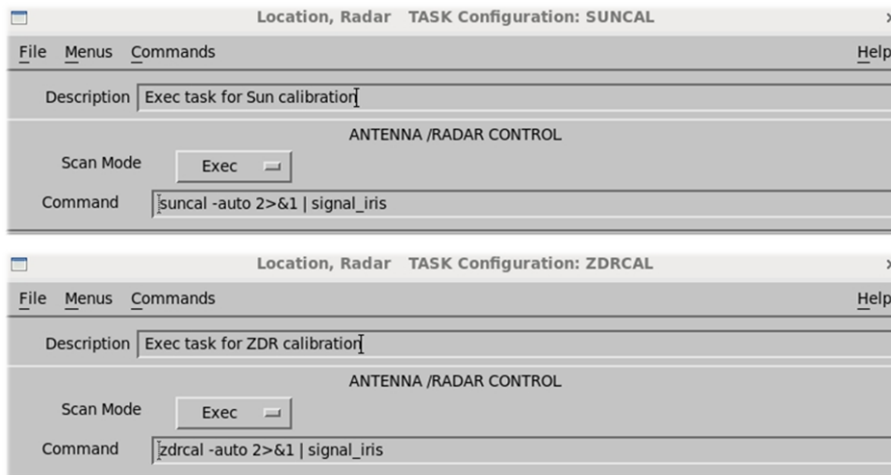 Location, Radar TASK Configuration: SUNCAL
File Menus Commands Help
Description Exec task for Sun calibration
ANTENNA /RADAR CONTROL
Scan Mode Exec
Command suncal -auto 2>&1 | signal_iris
Location, Radar TASK Configuration: ZDRCAL
File Menus Commands Help
Description Exec task for ZDR calibration
ANTENNA /RADAR CONTROL
Scan Mode Exec
Command zdrcal -auto 2>&1 | signal_iris